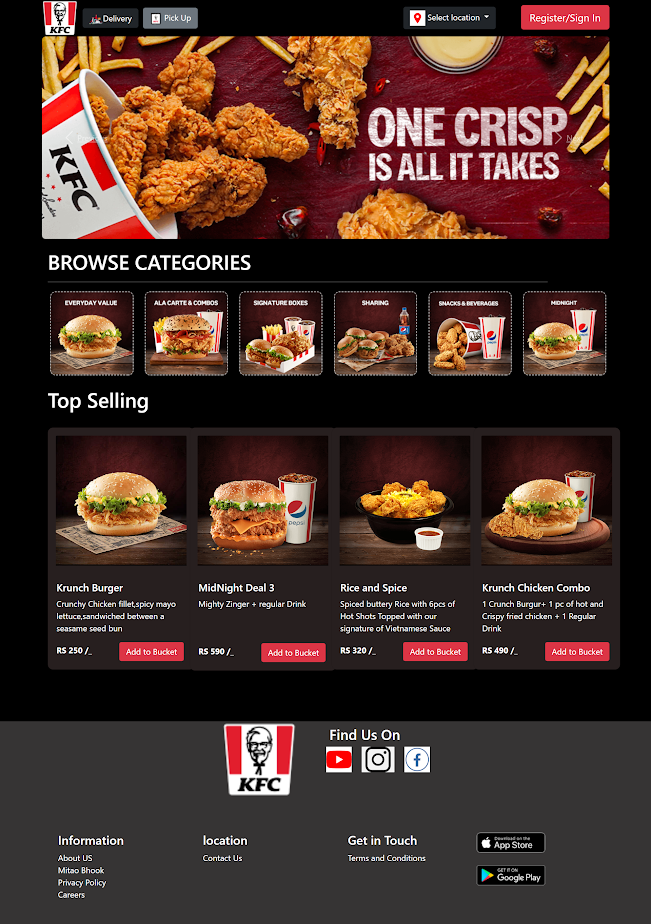 KFC
Delivery
Pick Up
Select location
Register/Sign In
KFC
ONE CRISP
IS ALL IT TAKES
BROWSE CATEGORIES
EVERYDAY VALUE
ALA CARTE & COMBOS
SIGNATURE BOXES
SHARING
SNACKS & BEVERAGES
MIDNIGHT
Top Selling
pepsi
Krunch Burger
Crunchy Chicken fillet,spicy mayo
lettuce,sandwiched between a
seasame seed bun
RS 250 /_
Add to Bucket
MidNight Deal 3
Mighty Zinger + regular Drink
RS 590 /_
Add to Bucket
Rice and Spice
Spiced buttery Rice with 6pcs of
Hot Shots Topped with our
signature of Vietnamese Sauce
RS 320 /_
Add to Bucket
Krunch Chicken Combo
1 Crunch Burgur+ 1 pc of hot and
Crispy fried chicken + 1 Regular
Drink
RS 490 /_
Add to Bucket
KFC
Find Us On
Information
About US
Mitao Bhook
Privacy Policy
Careers
location
Contact Us
Get in Touch
Terms and Conditions
Download on the
App Store
GET IT ON
Google Play